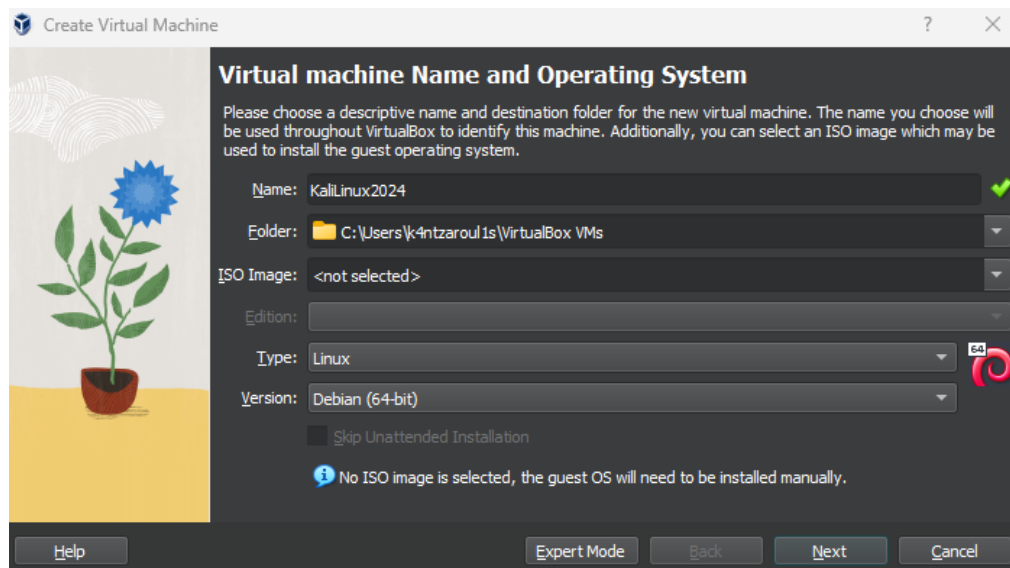 Create Virtual Machine
Virtual machine Name and Operating System
Please choose a descriptive name and destination folder for the new virtual machine. The name you choose will
be used throughout VirtualBox to identify this machine. Additionally, you can select an ISO image which may be
used to install the guest operating system.
Name: KaliLinux2024
Folder: C:\Users\k4ntzaroul1s\VirtualBox VMs
ISO Image: <not selected>
Edition:
Type: Linux
64
Version: Debian (64-bit)
Skip Unattended Installation
No ISO image is selected, the guest OS will need to be installed manually.
Help Expert Mode Back Next Cancel